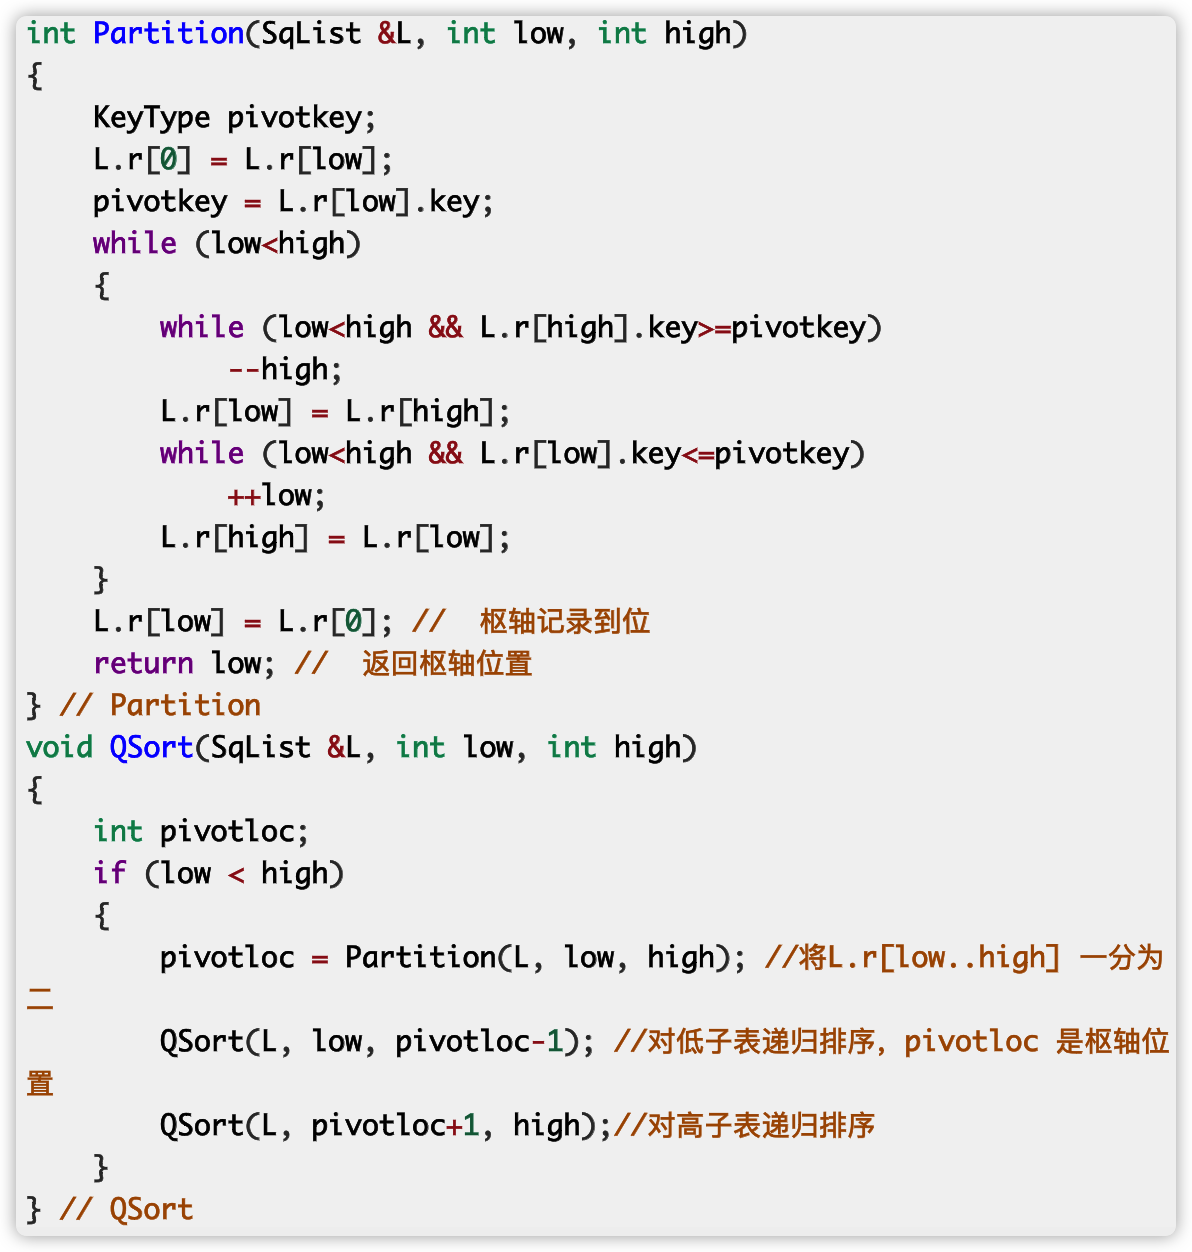 int Partition(SqList &L, int low, int high)
{
    KeyType pivotkey;
    L.r[0] = L.r[low];
    pivotkey = L.r[low].key;
    while (low<high)
    {
        while (low<high && L.r[high].key>=pivotkey)
            --high;
        L.r[low] = L.r[high];
        while (low<high && L.r[low].key<=pivotkey)
            ++low;
        L.r[high] = L.r[low];
    }
    L.r[low] = L.r[0]; //  枢轴记录到位
    return low; //  返回枢轴位置
} // Partition
void QSort(SqList &L, int low, int high)
{
    int pivotloc;
    if (low < high)
    {
        pivotloc = Partition(L, low, high); //将L.r[low..high] 一分为
二
        QSort(L, low, pivotloc-1); //对低子表递归排序, pivotloc 是枢轴位
置
        QSort(L, pivotloc+1, high);//对高子表递归排序
    }
} // QSort